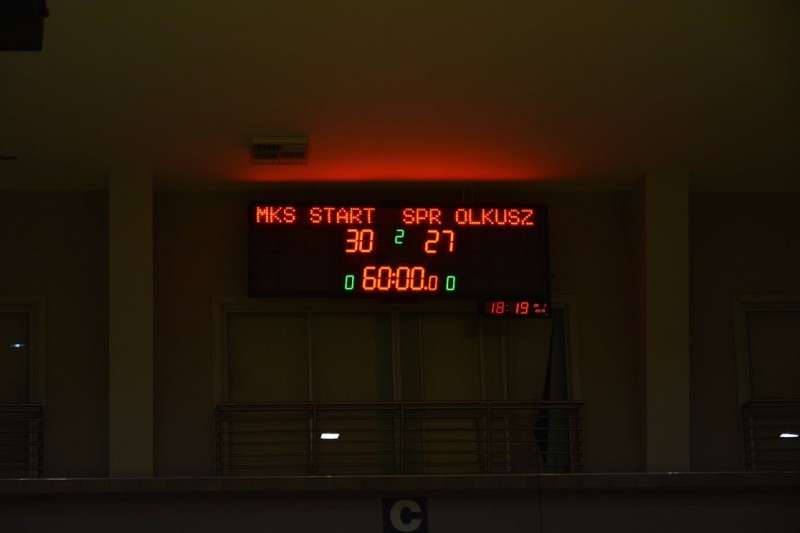 MKS START SPR OLKUSZ
30 2 27
0 60:00.0 0
18:19
C